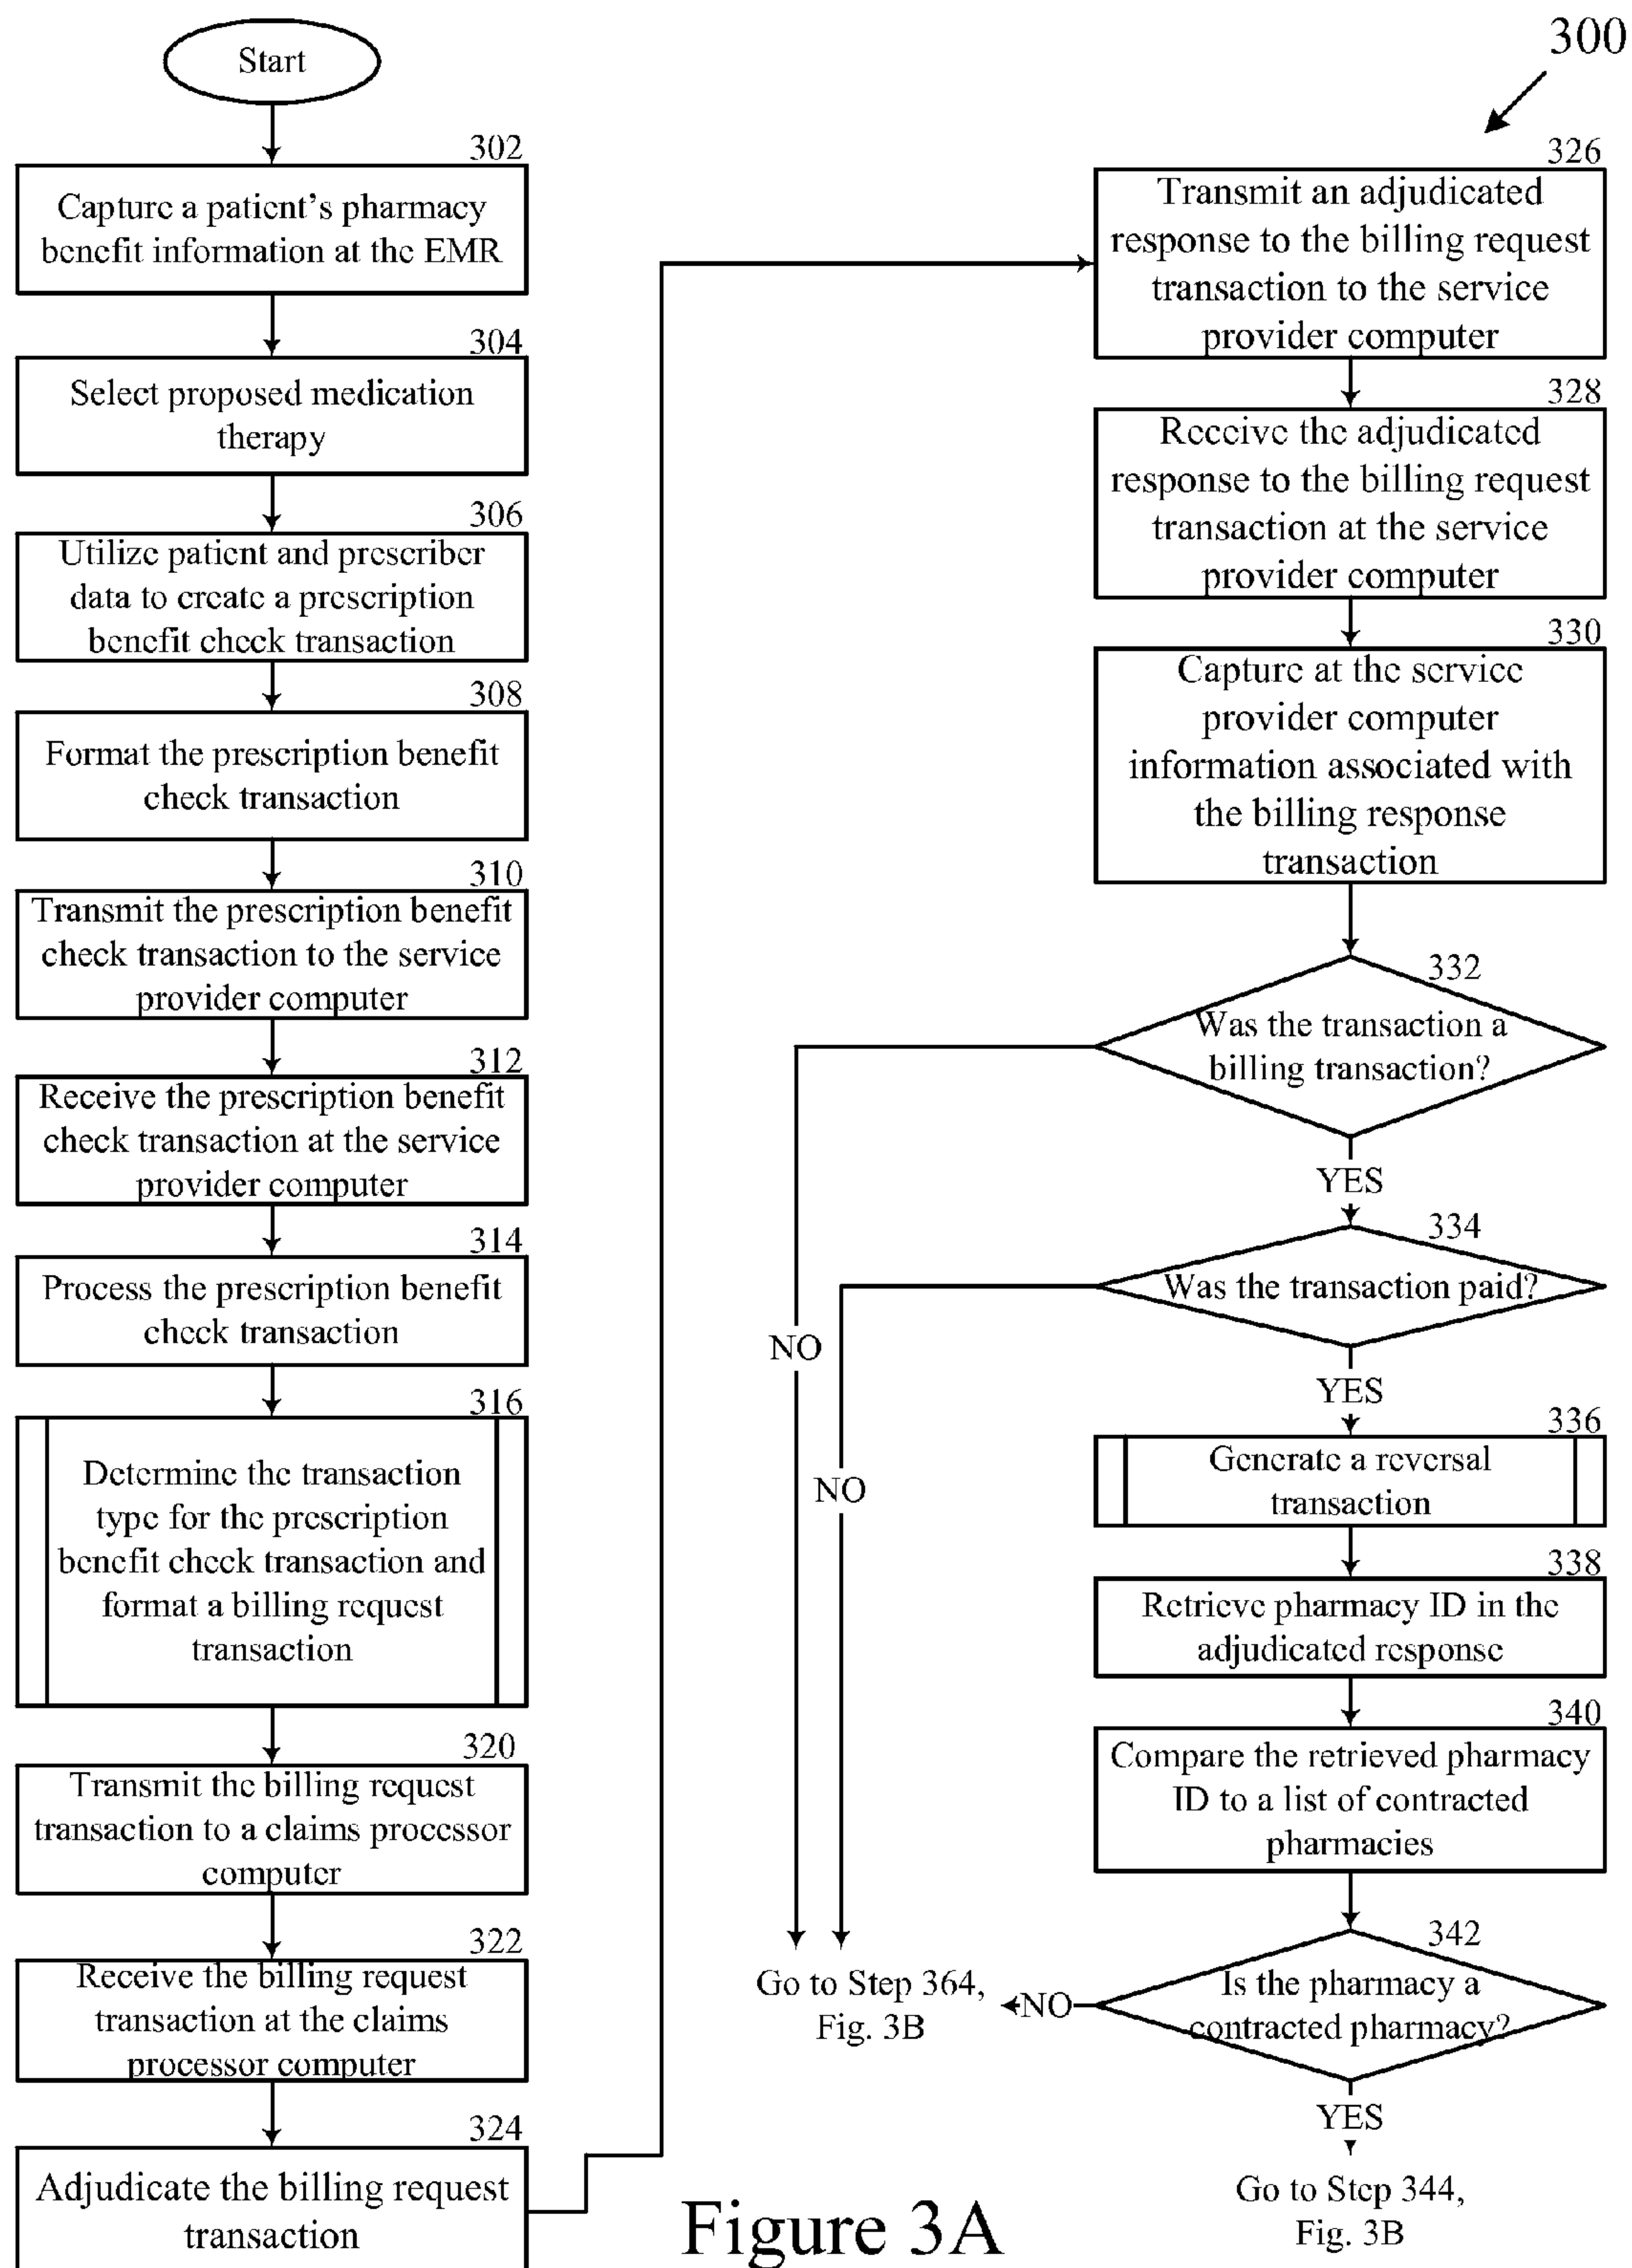 Start
302
Capture a patient's pharmacy
benefit information at the EMR
304
Select proposed medication
therapy
306
Utilize patient and prescriber
data to create a prescription
benefit check transaction
308
Format the prescription benefit
check transaction
310
Transmit the prescription benefit
check transaction to the service
provider computer
312
Receive the prescription benefit
check transaction at the service
provider computer
314
Process the prescription benefit
check transaction
316
Determine the transaction
type for the prescription
benefit check transaction and
format a billing request
transaction
320
Transmit the billing request
transaction to a claims processor
computer
322
Receive the billing request
transaction at the claims
processor computer
324
Adjudicate the billing request
transaction
300
326
Transmit an adjudicated
response to the billing request
transaction to the service
provider computer
328
Receive the adjudicated
response to the billing request
transaction at the service
provider computer
330
Capture at the service
provider computer
information associated with
the billing response
transaction
332
Was the transaction a
billing transaction?
YES
334
Was the transaction paid?
NO
YES
NO
336
Generate a reversal
transaction
338
Retrieve pharmacy ID in the
adjudicated response
340
Compare the retrieved pharmacy
ID to a list of contracted
pharmacies
342
Is the pharmacy a
contracted pharmacy?
NO
Go to Step 364,
Fig. 3B
YES
Go to Step 344,
Fig. 3B
Figure 3A